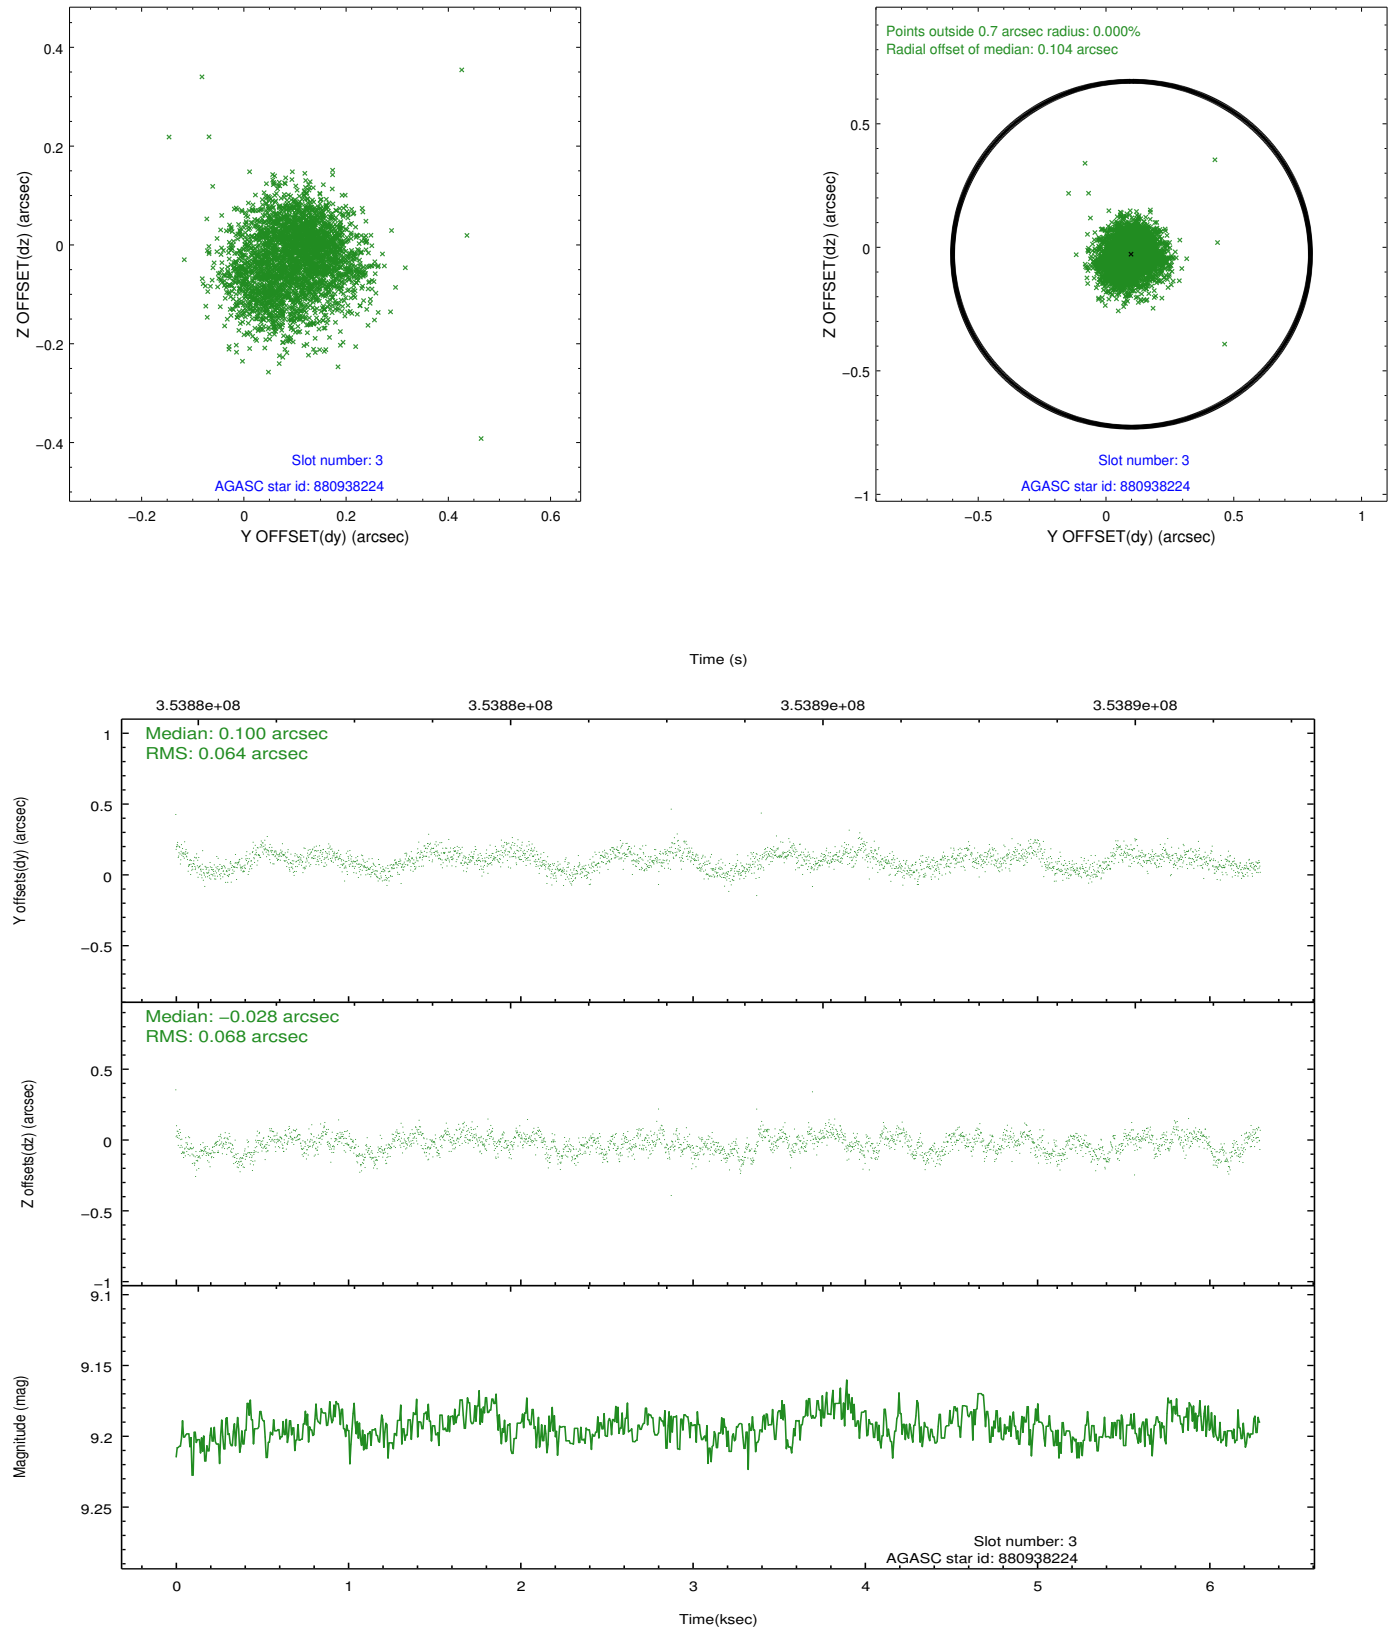 0.4
0.2
0
−0.2
−0.4
Z OFFSET(dz) (arcsec)
Slot number: 3
AGASC star id: 880938224
−0.2 0 0.2 0.4 0.6
Y OFFSET(dy) (arcsec)
Points outside 0.7 arcsec radius: 0.000%
Radial offset of median: 0.104 arcsec
0.5
0
−0.5
−1
Z OFFSET(dz) (arcsec)
Slot number: 3
AGASC star id: 880938224
−0.5 0 0.5 1
Y OFFSET(dy) (arcsec)
Time (s)
3.5388e+08 3.5388e+08 3.5389e+08 3.5389e+08
Median: 0.100 arcsec
RMS: 0.064 arcsec
1
0.5
0
−0.5
Y offsets(dy) (arcsec)
Median: −0.028 arcsec
RMS: 0.068 arcsec
0.5
0
−0.5
−1
Z offsets(dz) (arcsec)
9.1
9.15
9.2
9.25
Magnitude (mag)
Slot number: 3
AGASC star id: 880938224
0 1 2 3 4 5 6
Time(ksec)